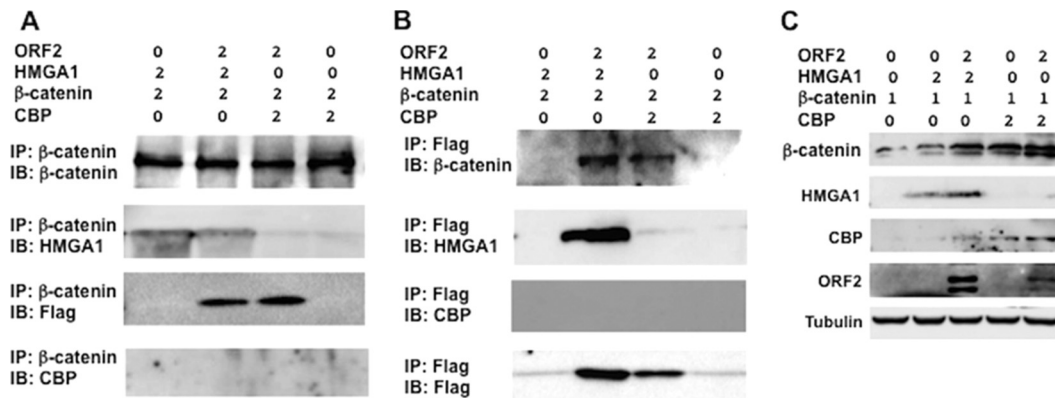 A
ORF2 0 2 2 0
HMGA1 2 2 0 0
β-catenin 2 2 2 2
CBP 0 0 2 2
IP: β-catenin
IB: β-catenin
IP: β-catenin
IB: HMGA1
IP: β-catenin
IB: Flag
IP: β-catenin
IB: CBP
B
ORF2 0 2 2 0
HMGA1 2 2 0 0
β-catenin 2 2 2 2
CBP 0 0 2 2
IP: Flag
IB: β-catenin
IP: Flag
IB: HMGA1
IP: Flag
IB: CBP
IP: Flag
IB: Flag
C
ORF2 0 0 2 0 2
HMGA1 0 2 2 0 0
β-catenin 1 1 1 1 1
CBP 0 0 0 2 2
β-catenin
HMGA1
CBP
ORF2
Tubulin